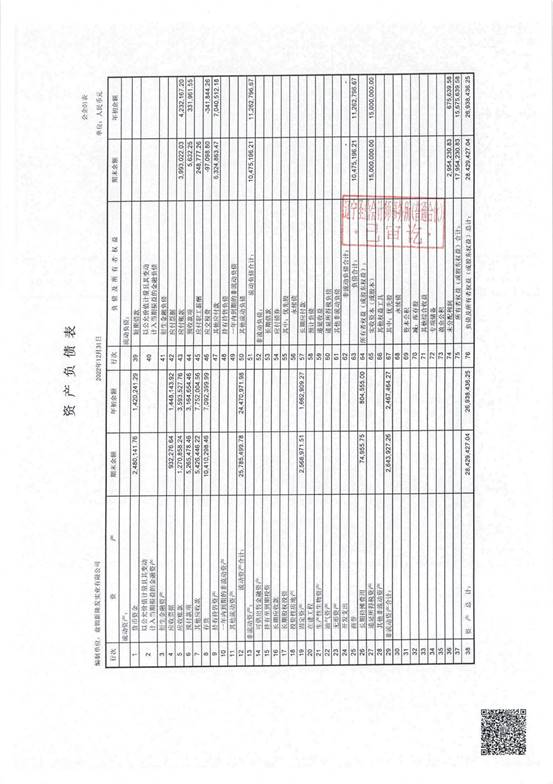 资 产 负 债 表
会企01表
2022年12月31日
单位：人民币元
行次 资 产 期末金额 年初金额 行次 负 债 及 所 有 者 权 益 期末金额 年初金额
流动资产： 流动负债：
1 货币资金 2,480,141.76 1,420,241.29 39 短期借款
2 以公允价值计量且其变动计入当期损益的金融资产 40 以公允价值计量且其变动计入当期损益的金融负债
3 衍生金融资产 41 衍生金融负债
4 应收票据 932,276.64 1,448,143.92 42 应付票据
5 应收账款 1,270,858.24 3,593,527.76 43 应付账款 3,993,022.03 4,232,167.20
6 预付款项 5,265,478.46 3,164,654.46 44 预收款项 5,632.25 331,961.55
7 其他应收款 5,426,446.22 7,752,004.56 45 应付职工薪酬 248,777.26
8 存货 10,410,298.46 7,092,399.99 46 应交税费 -97,098.80 -341,844.26
9 持有待售资产 47 其他应付款 6,324,863.47 7,040,512.18
10 一年内到期的非流动资产 48 持有待售负债
11 其他流动资产 49 一年内到期的非流动负债
12 流动资产合计： 25,785,499.78 24,470,971.98 50 其他流动负债
13 非流动资产： 51 流动负债合计： 10,475,196.21 11,262,796.67
14 可供出售金融资产 52 非流动负债：
15 持有至到期投资 53 长期借款
16 长期应收款 54 应付债券
17 长期股权投资 55 其中：优先股
18 投资性房地产 56 永续债
19 固定资产 2,568,971.51 1,662,909.27 57 长期应付款
20 在建工程 58 预计负债
21 生产性生物资产 59 递延收益
22 油气资产 60 递延所得税负债
23 无形资产 61 其他非流动负债
24 开发支出 62 非流动负债合计： - -
25 商誉 63 负债合计： 10,475,196.21 11,262,796.67
26 长期待摊费用 74,955.75 804,555.00 64 所有者权益（或股东权益）：
27 递延所得税资产 65 实收资本（或股本） 15,000,000.00 15,000,000.00
28 其他非流动资产 66 其他权益工具
29 非流动资产合计： 2,643,927.26 2,467,464.27 67 其中：优先股
30 68 永续债
31 69 资本公积
32 70 减：库存股
33 71 其他综合收益
34 72 专项储备
35 73 盈余公积
36 74 未分配利润 2,954,230.83 675,639.58
37 75 所有者权益（或股东权益）合计： 17,954,230.83 15,675,639.58
38 资 产 总 计： 28,429,427.04 26,938,436.25 76 负债及所有者权益（或股东权益）总计： 28,429,427.04 26,938,436.25
已审讫